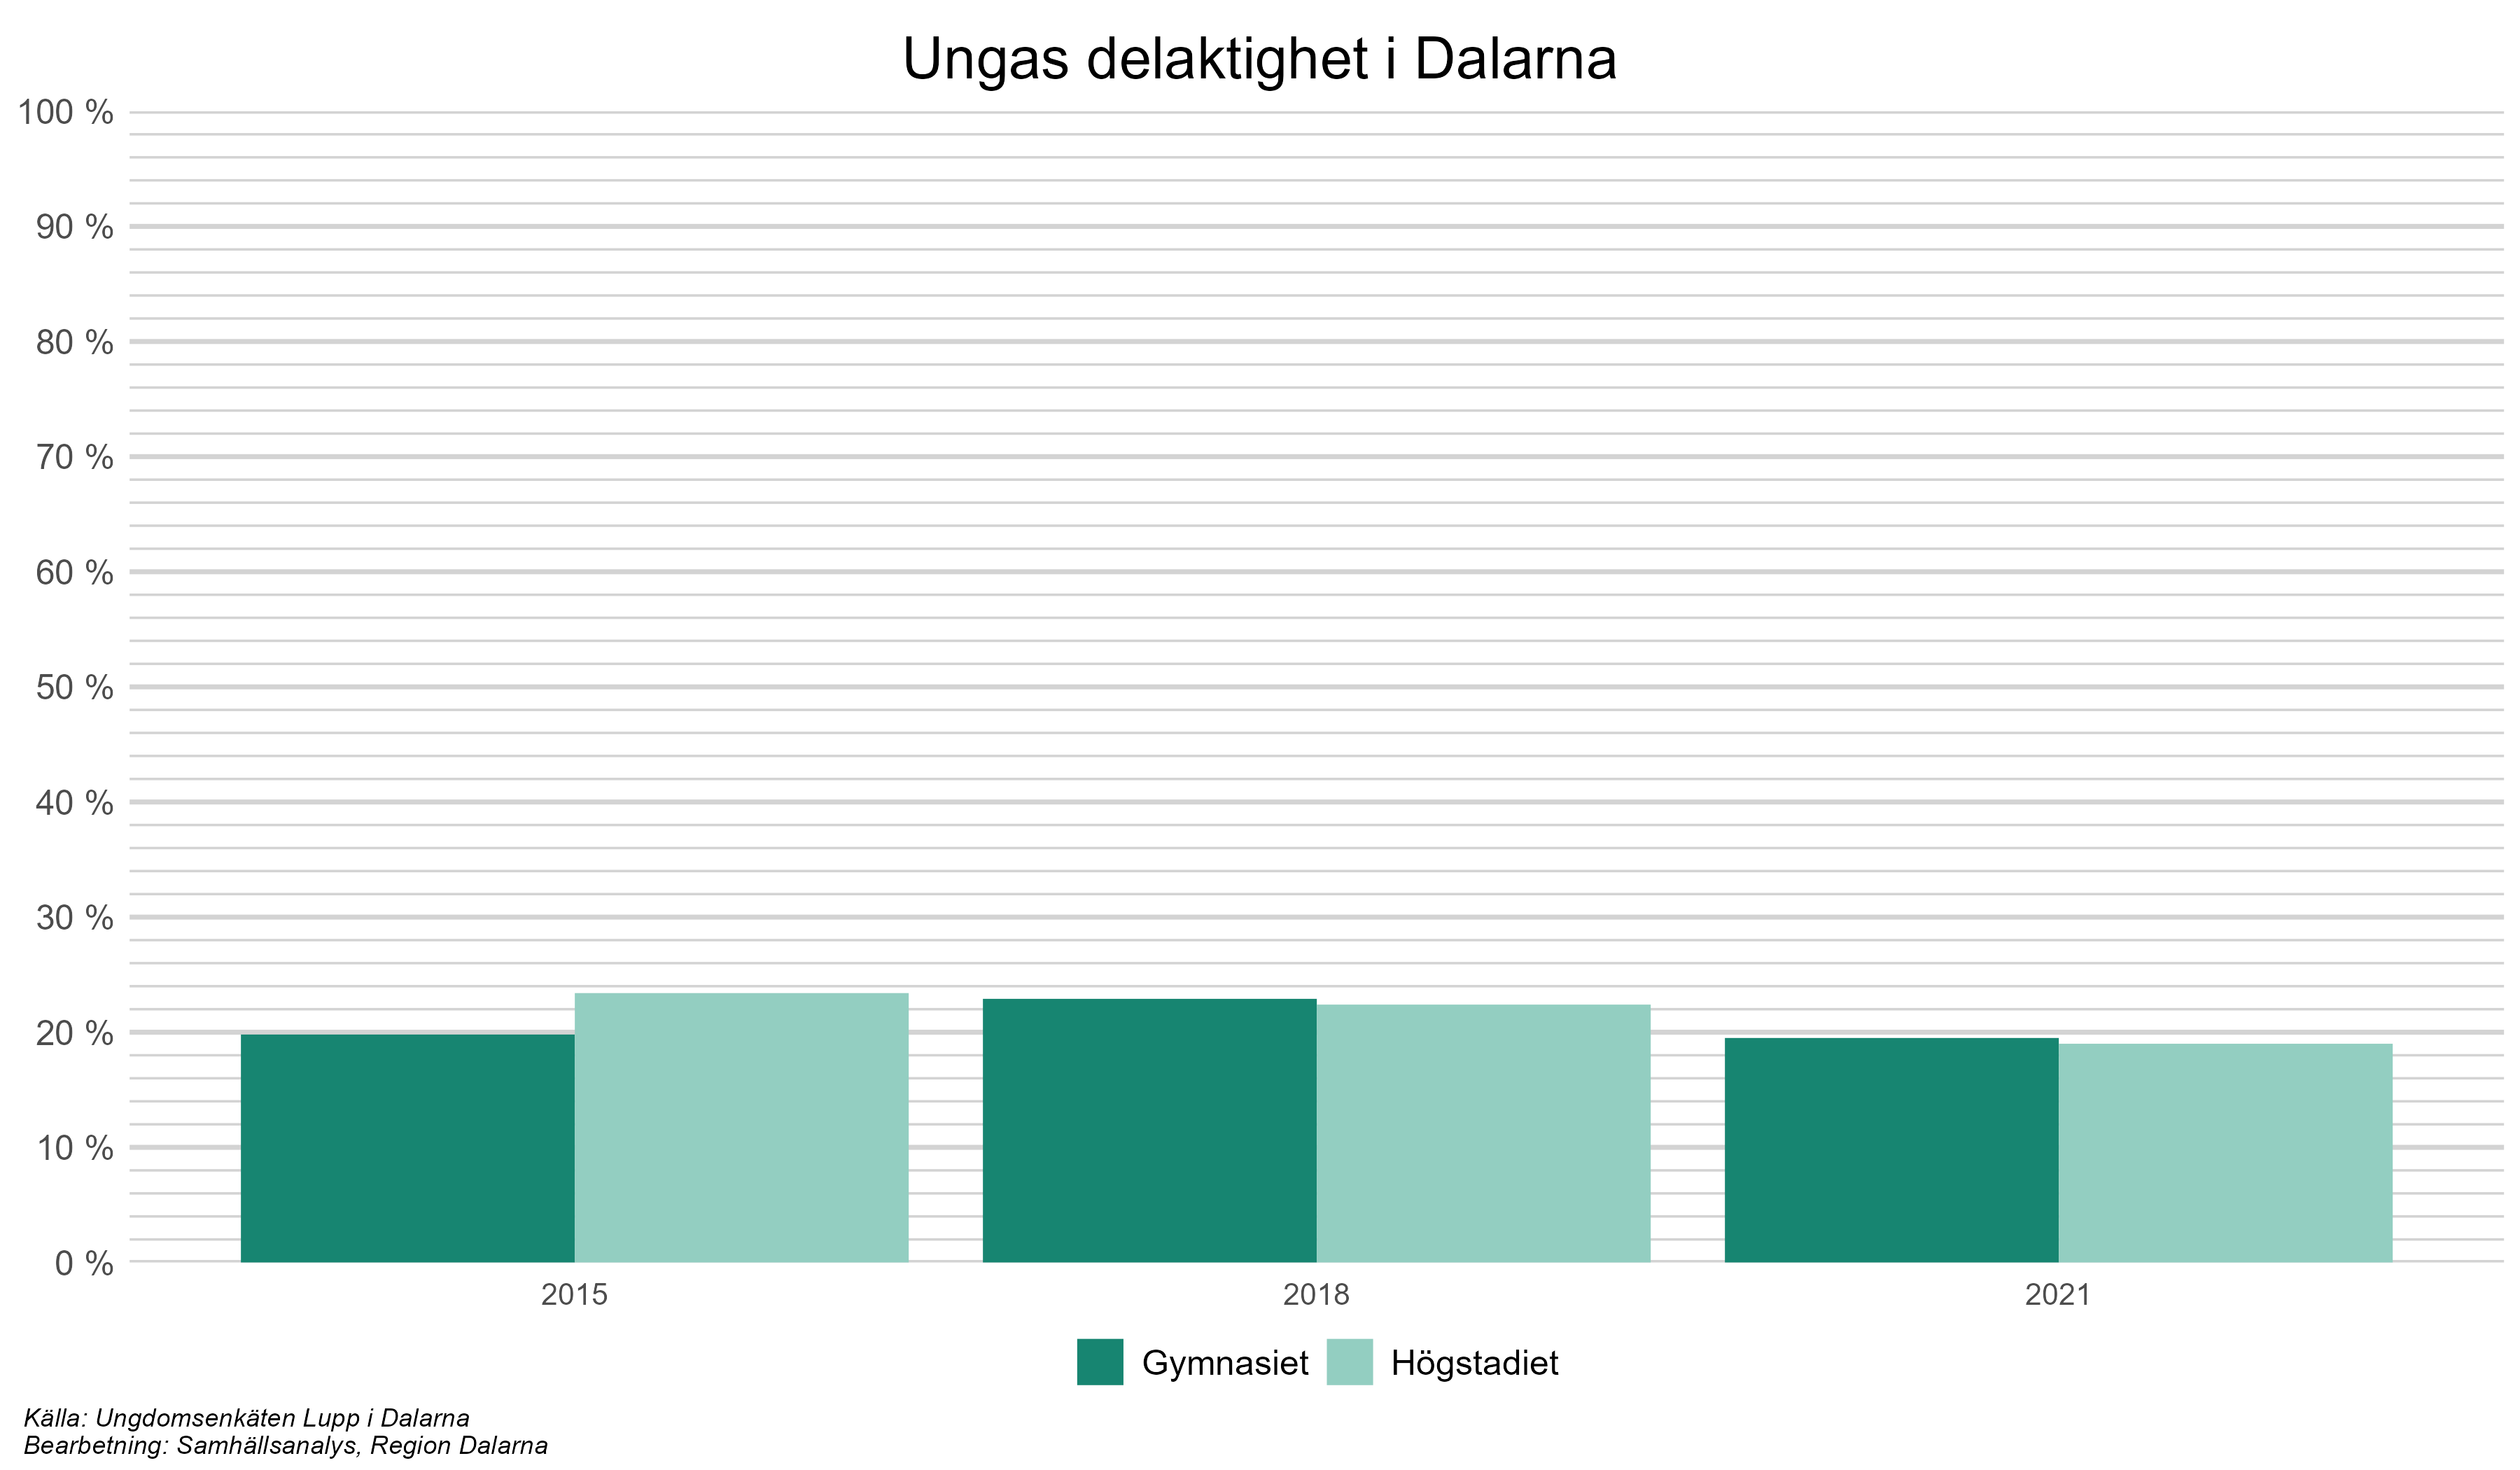 Ungas delaktighet i Dalarna
100 %
90 %
80 %
70 %
60 %
50 %
40 %
30 %
20 %
10 %
0 %
2015 2018 2021
Gymnasiet Högstadiet
Källa: Ungdomsenkäten Lupp i Dalarna
Bearbetning: Samhällsanalys, Region Dalarna